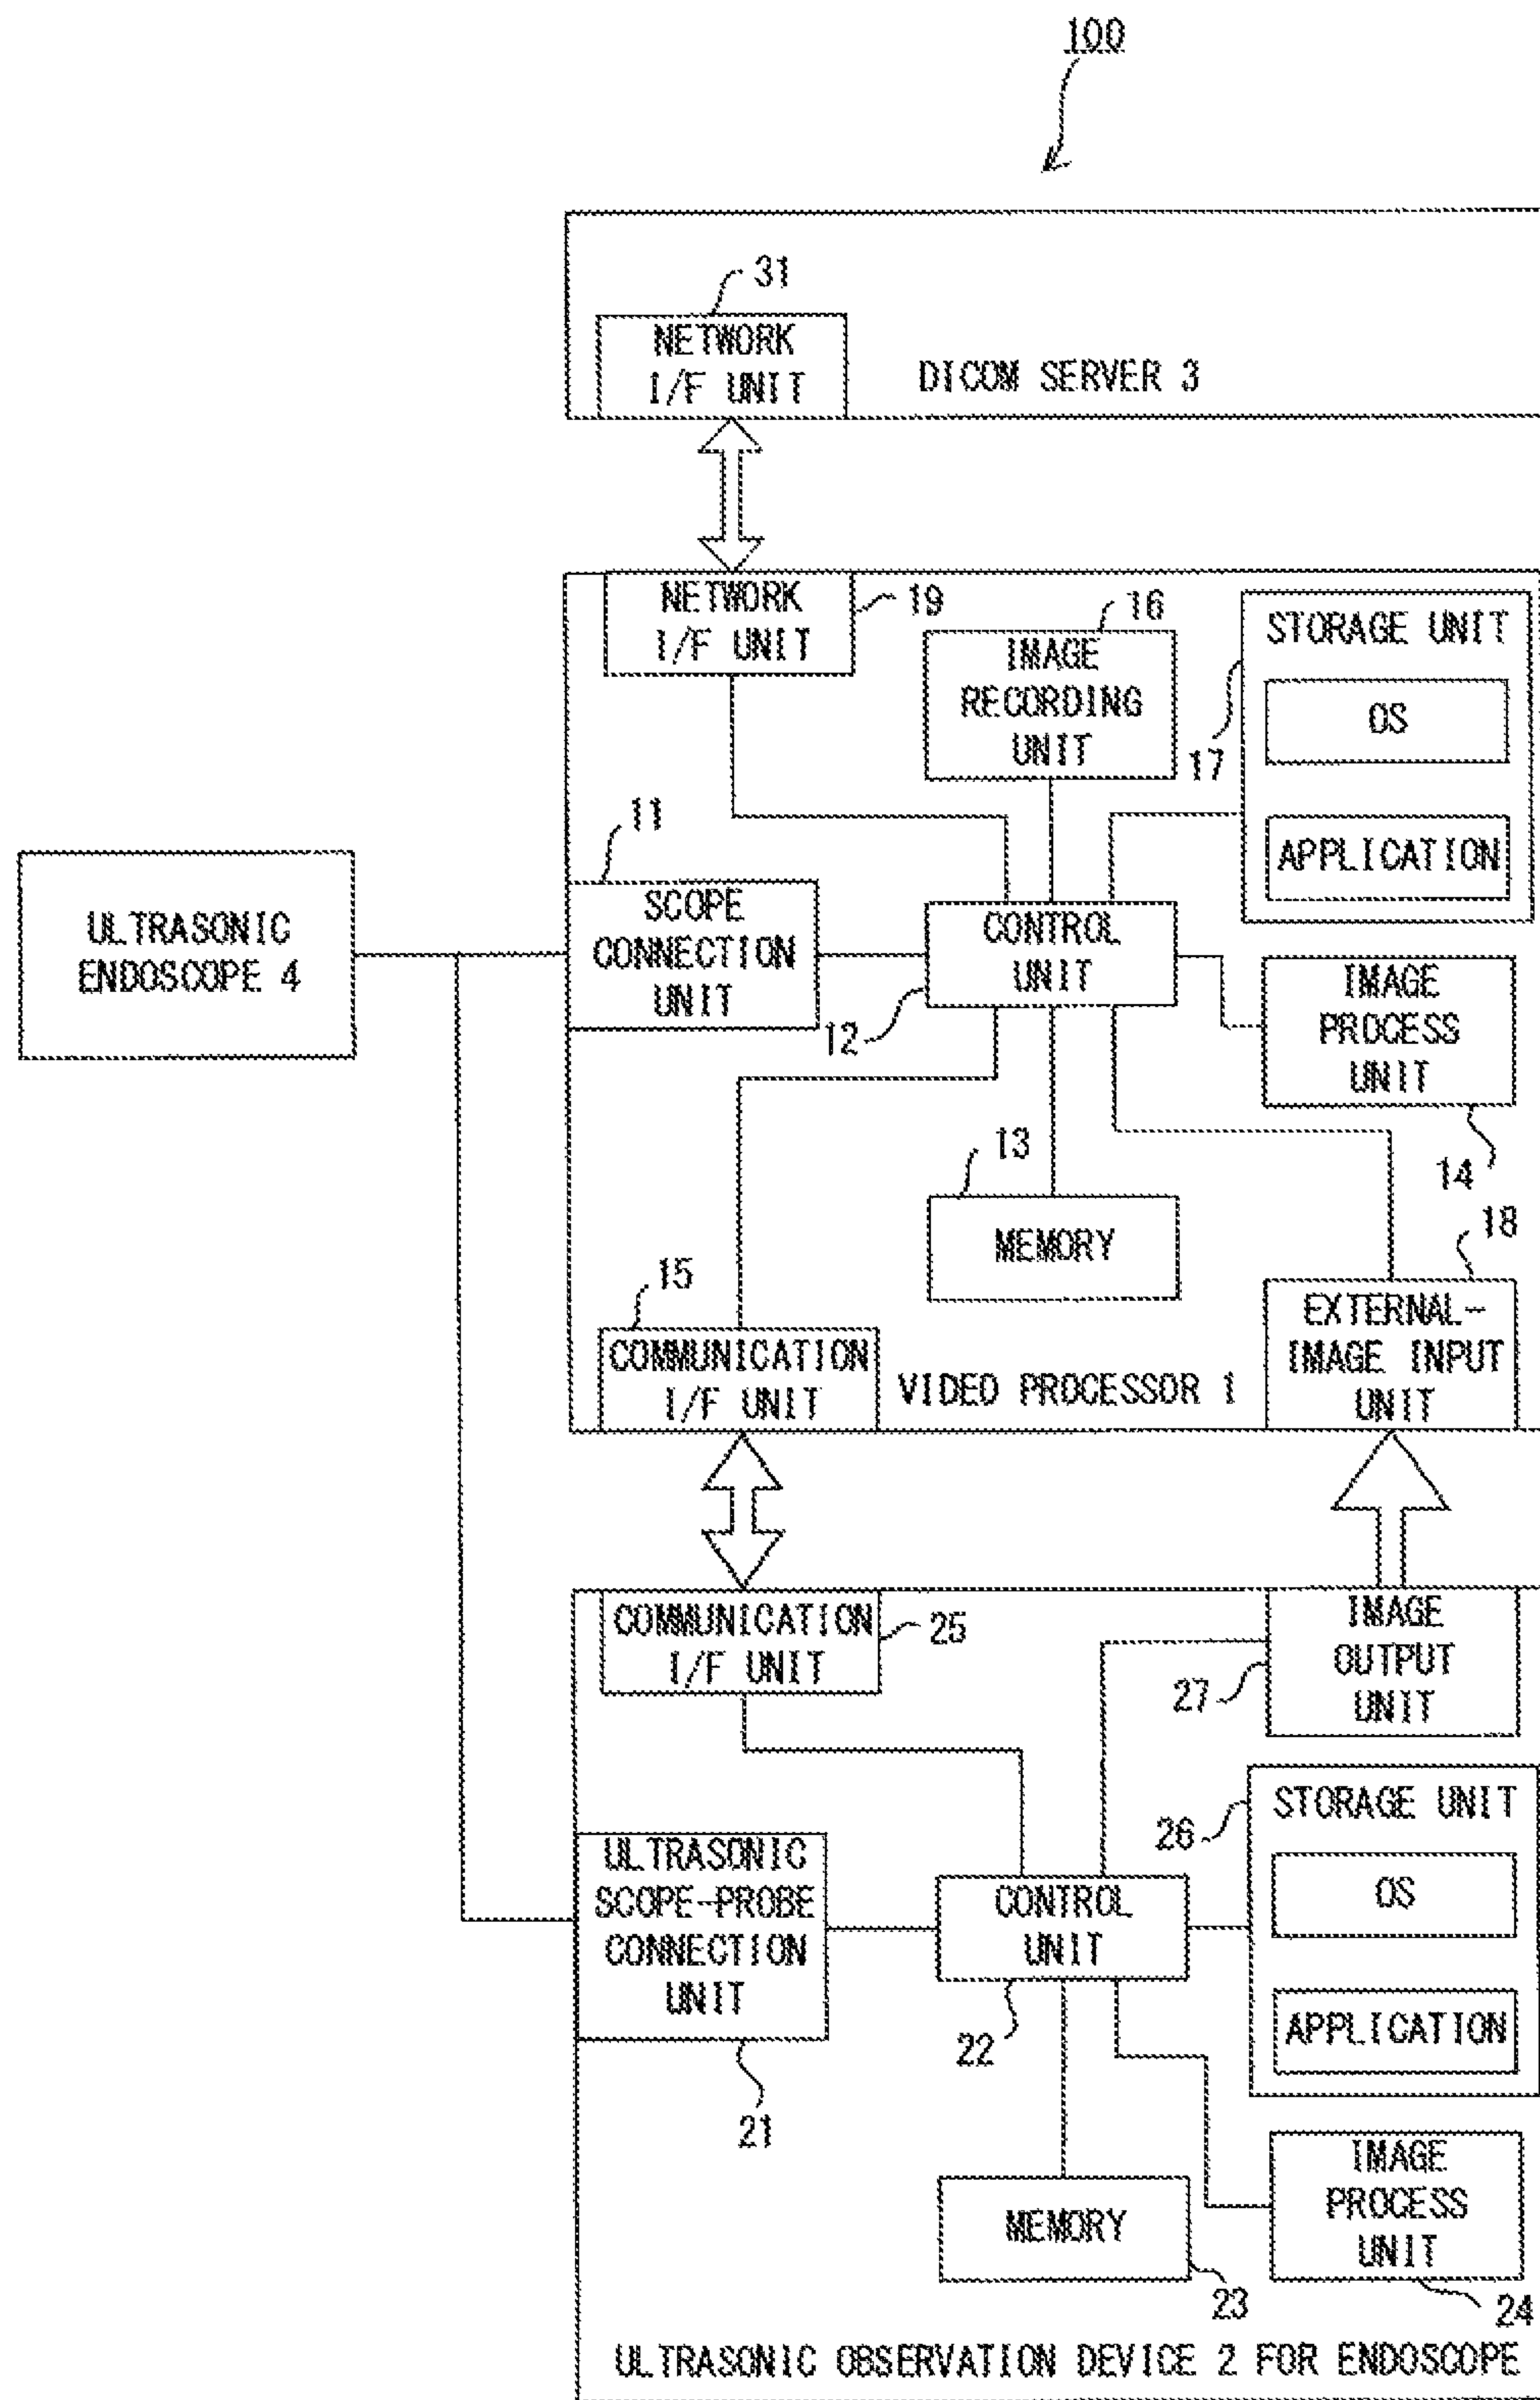 100
31
NETWORK
I/F UNIT
DICOM SERVER 3
NETWORK
I/F UNIT
19
16
IMAGE
RECORDING
UNIT
STORAGE UNIT
17
OS
APPLICATION
11
SCOPE
CONNECTION
UNIT
ULTRASONIC
ENDOSCOPE 4
CONTROL
UNIT
12
IMAGE
PROCESS
UNIT
14
13
MEMORY
18
EXTERNAL-
IMAGE INPUT
UNIT
15
COMMUNICATION
I/F UNIT
VIDEO PROCESSOR 1
COMMUNICATION
I/F UNIT
25
IMAGE
OUTPUT
UNIT
27
STORAGE UNIT
26
OS
APPLICATION
ULTRASONIC
SCOPE-PROBE
CONNECTION
UNIT
21
CONTROL
UNIT
22
MEMORY
23
IMAGE
PROCESS
UNIT
24
ULTRASONIC OBSERVATION DEVICE 2 FOR ENDOSCOPE